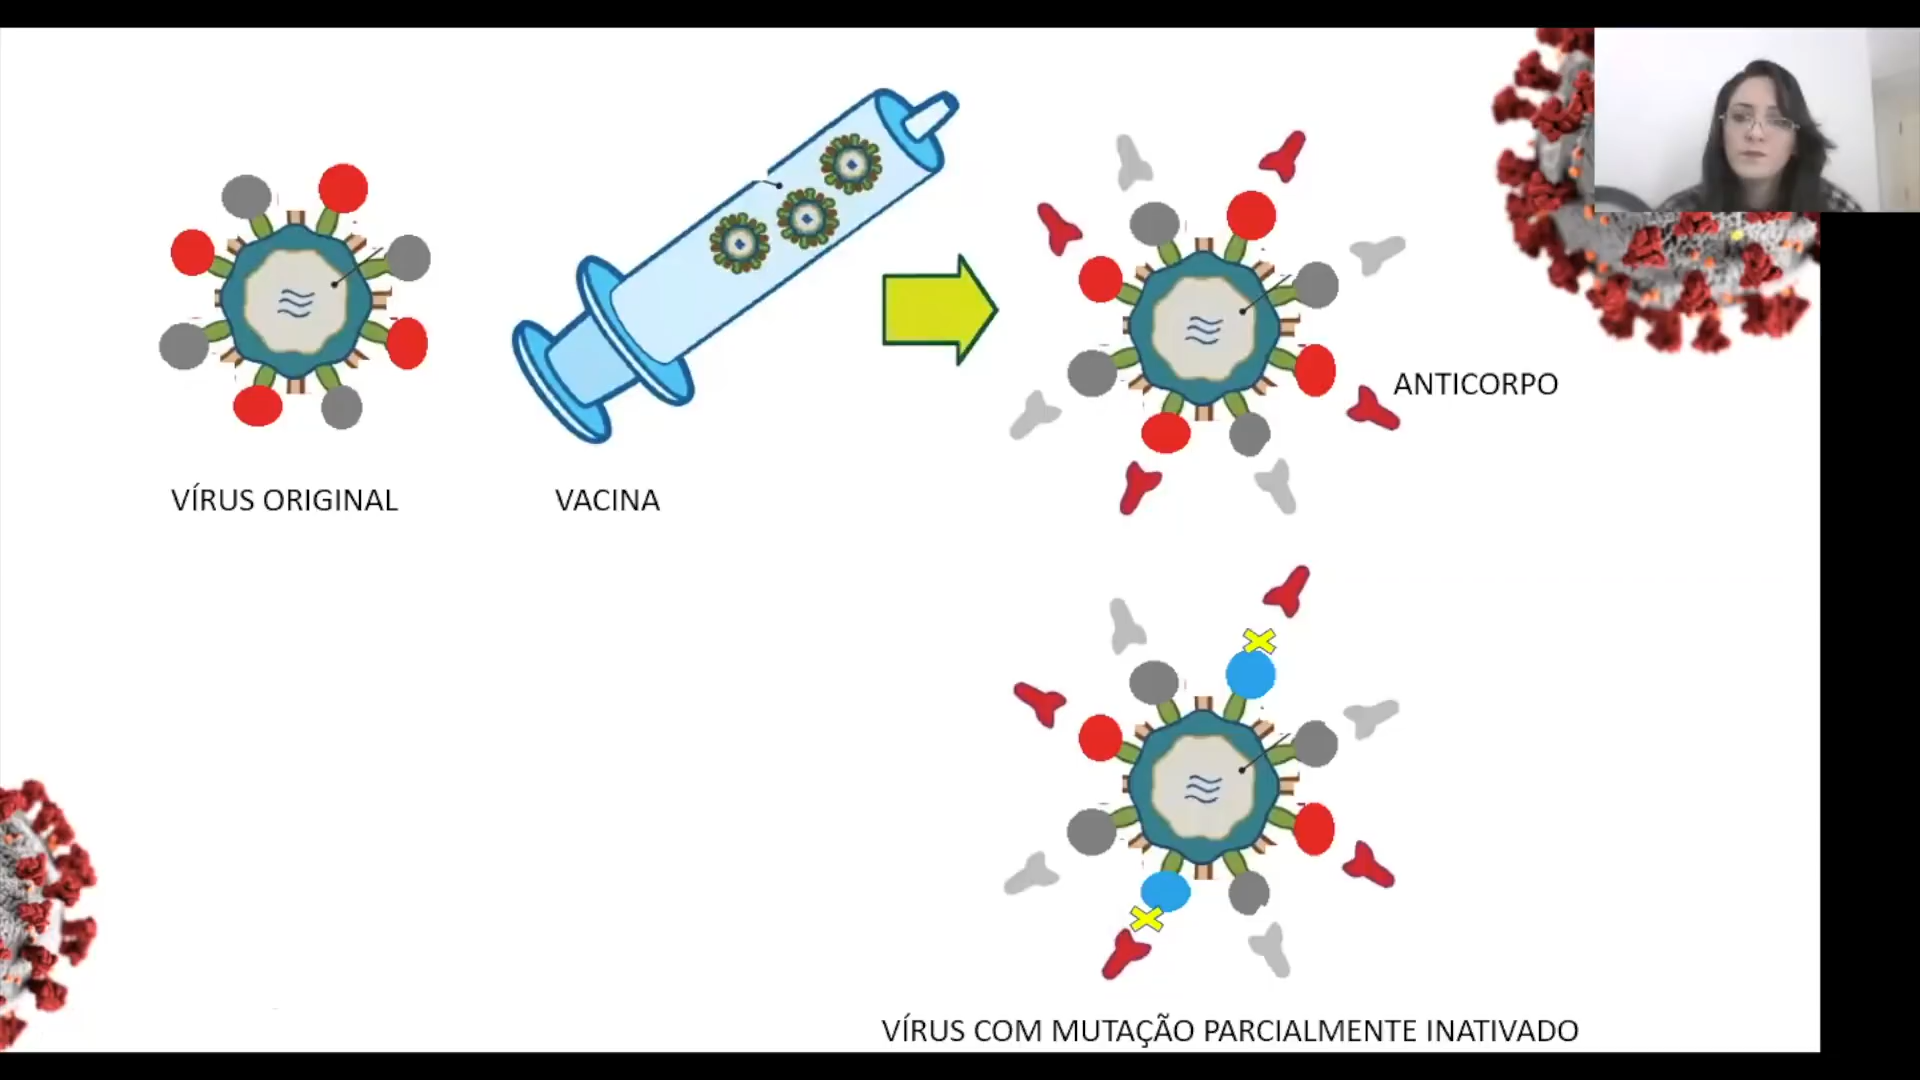 VÍRUS ORIGINAL
VACINA
ANTICORPO
VÍRUS COM MUTAÇÃO PARCIALMENTE INATIVADO